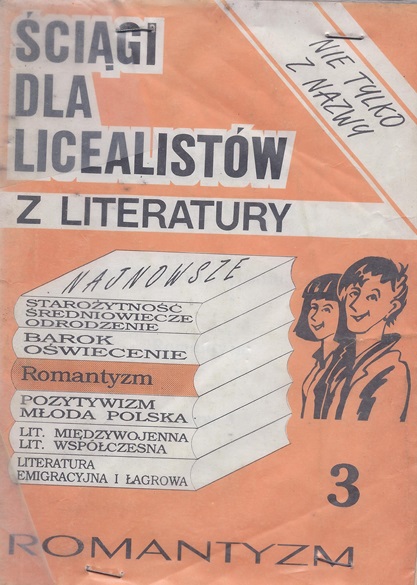 ŚCIĄGI
DLA
LICEALISTÓW
NIE TYLKO
Z NAZWY
Z LITERATURY
NAJNOWSZE
STAROŻYTNOŚĆ
ŚREDNIOWIECZE
ODRODZENIE
BAROK
OŚWIECENIE
Romantyzm
POZYTYWIZM
MŁODA POLSKA
LIT. MIĘDZYWOJENNA
LIT. WSPÓŁCZESNA
LITERATURA
EMIGRACYJNA I ŁAGROWA
3
ROMANTYZM